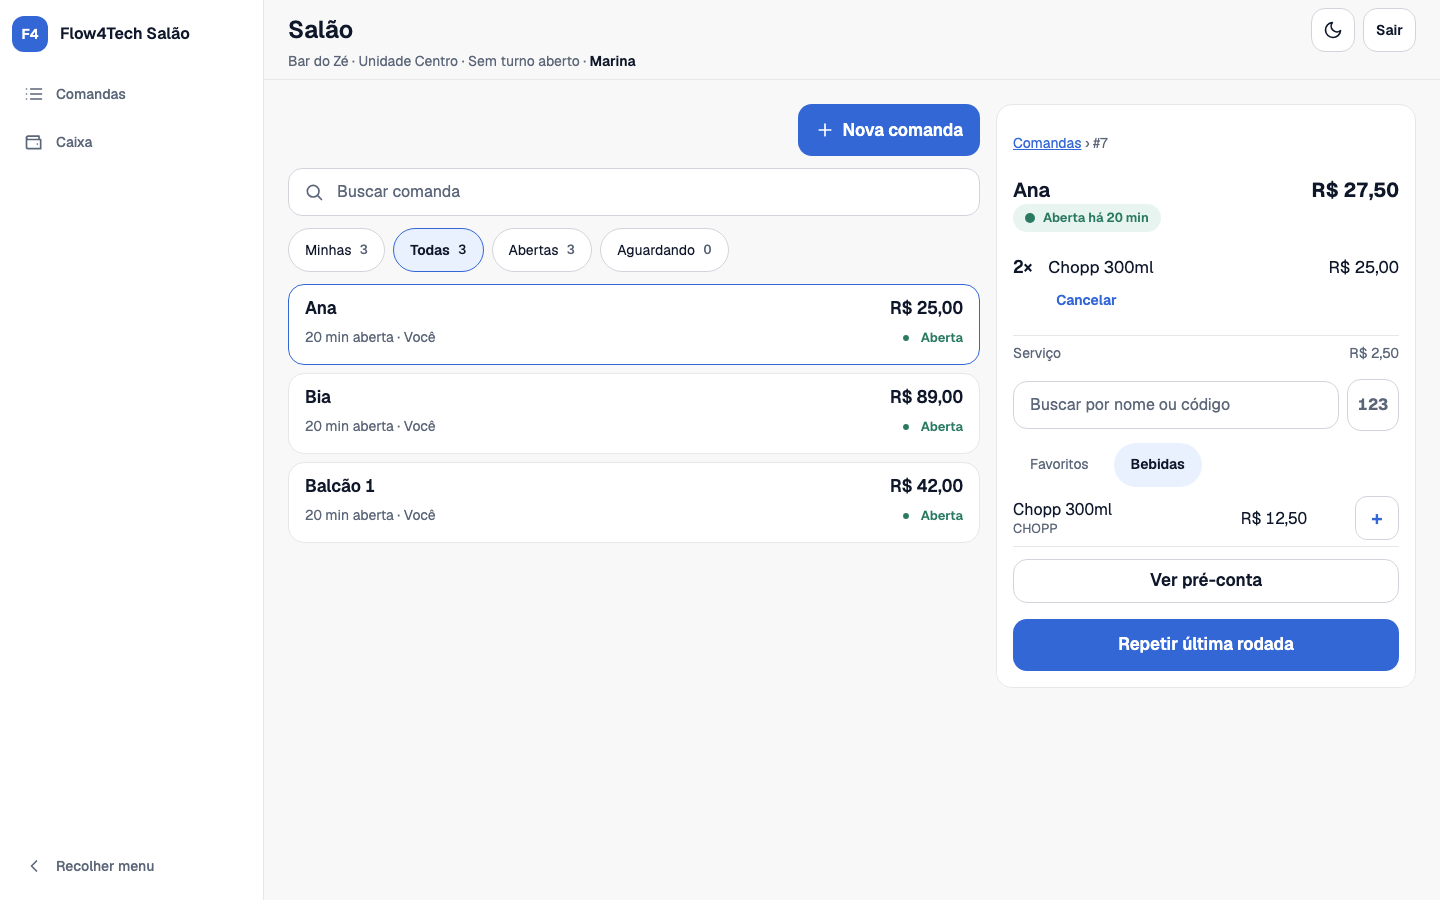 F4 Flow4Tech Salão
Comandas
Caixa
Recolher menu
Salão
Bar do Zé · Unidade Centro · Sem turno aberto · Marina
Sair
Nova comanda
Buscar comanda
Minhas 3
Todas 3
Abertas 3
Aguardando 0
Ana R$ 25,00
20 min aberta · Você Aberta
Bia R$ 89,00
20 min aberta · Você Aberta
Balcão 1 R$ 42,00
20 min aberta · Você Aberta
Comandas › #7
Ana R$ 27,50
Aberta há 20 min
2× Chopp 300ml R$ 25,00
Cancelar
Serviço R$ 2,50
Buscar por nome ou código 123
Favoritos Bebidas
Chopp 300ml R$ 12,50 +
CHOPP
Ver pré-conta
Repetir última rodada